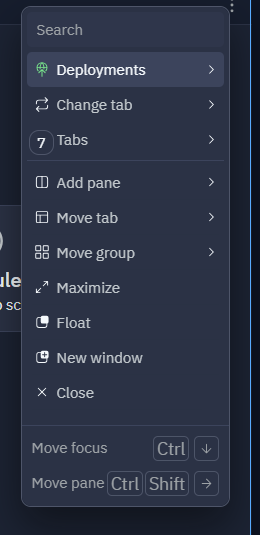 Search
Deployments
Change tab
7 Tabs
Add pane
Move tab
Move group
Maximize
Float
New window
Close
Move focus Ctrl ↓
Move pane Ctrl Shift →